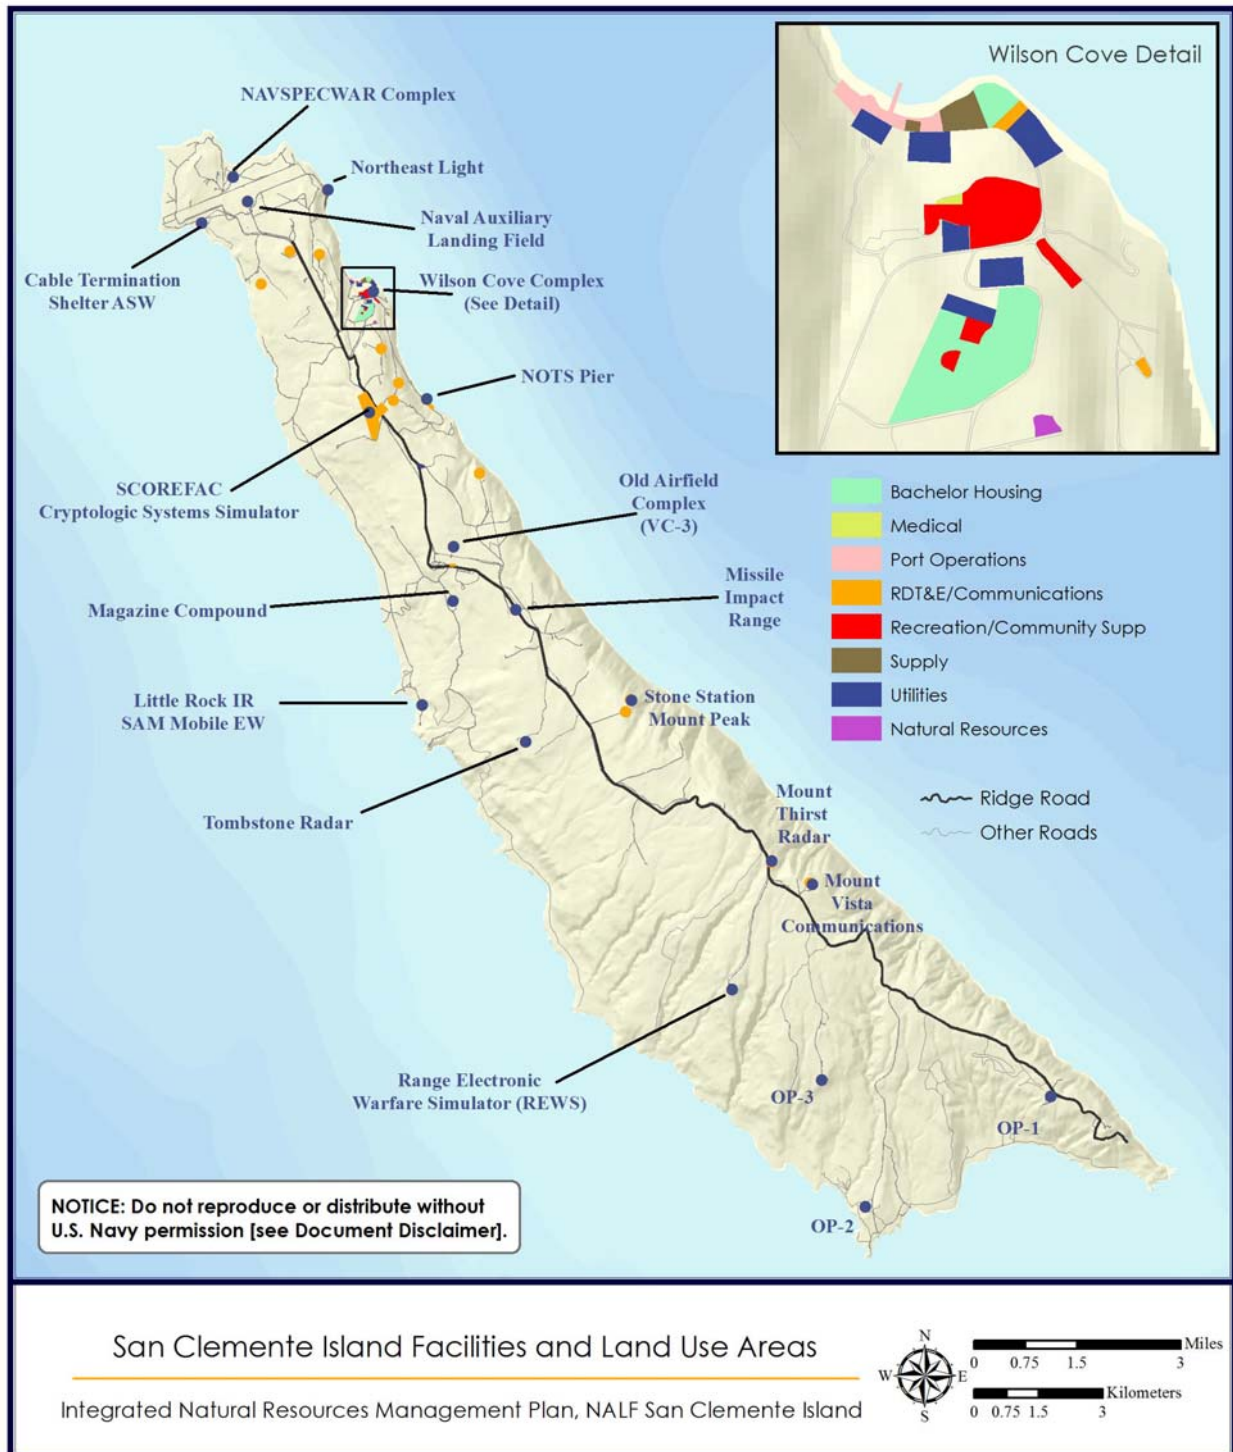 Wilson Cove Detail
NAVSPECWAR Complex
Northeast Light
Naval Auxiliary
Landing Field
Cable Termination
Shelter ASW
Wilson Cove Complex
(See Detail)
NOTS Pier
SCOREFAC
Cryptologic Systems Simulator
Old Airfield
Complex
(VC-3)
Magazine Compound
Missile
Impact
Range
Little Rock IR
SAM Mobile EW
Stone Station
Mount Peak
Tombstone Radar
Mount
Thirst
Radar
Mount
Vista
Communications
Range Electronic
Warfare Simulator (REWS)
OP-3
OP-1
OP-2
Bachelor Housing
Medical
Port Operations
RDT&E/Communications
Recreation/Community Supp
Supply
Utilities
Natural Resources
Ridge Road
Other Roads
NOTICE: Do not reproduce or distribute without
U.S. Navy permission [see Document Disclaimer].
San Clemente Island Facilities and Land Use Areas
Integrated Natural Resources Management Plan, NALF San Clemente Island
N
W E
S
Miles
0 0.75 1.5 3
Kilometers
0 0.75 1.5 3